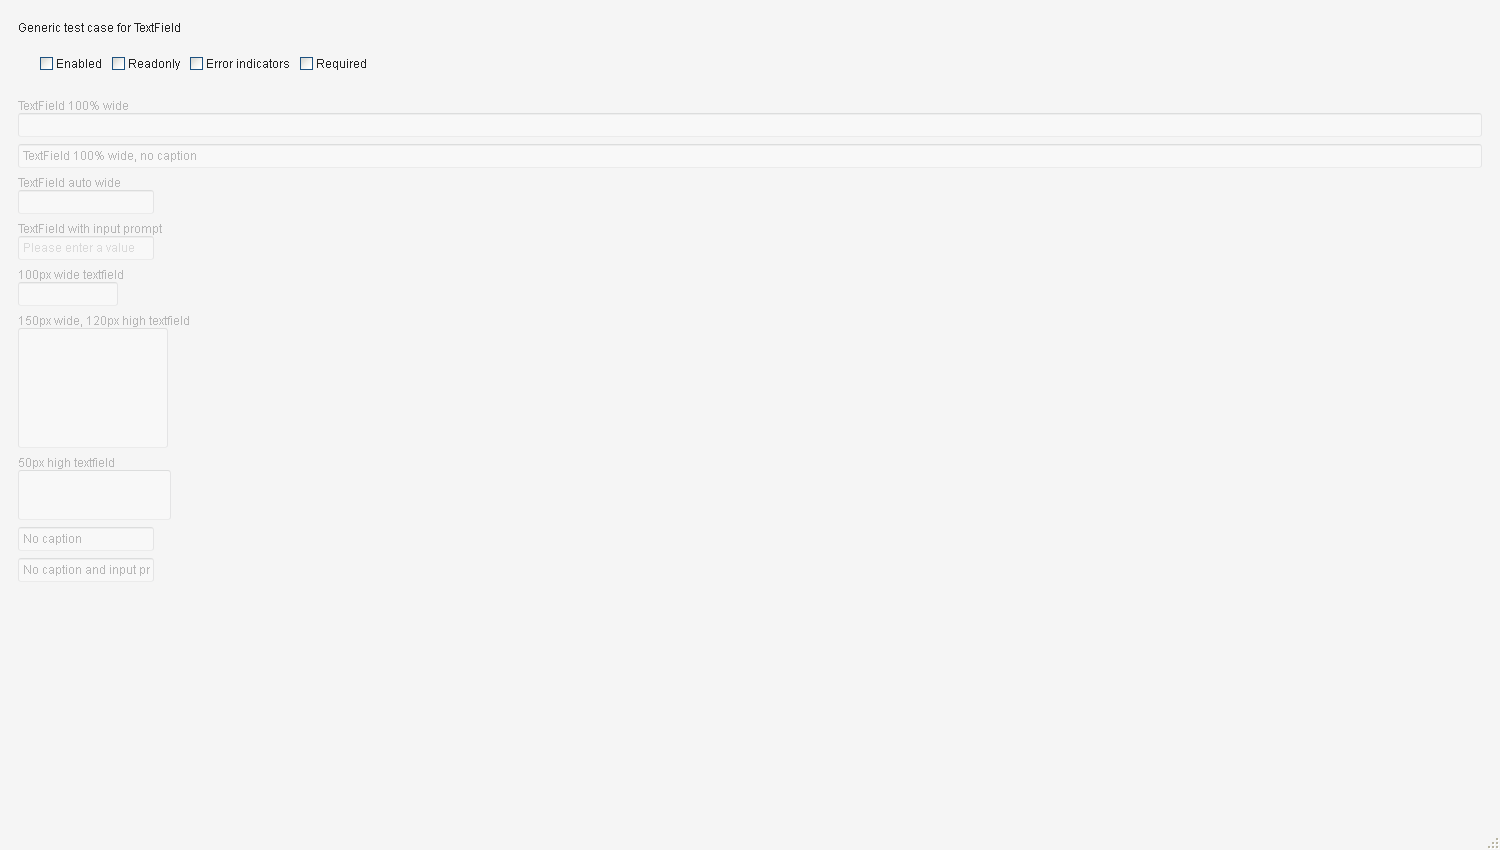 Generic test case for TextField
Enabled Readonly Error indicators Required
TextField 100% wide
TextField 100% wide, no caption
TextField auto wide
TextField with input prompt
Please enter a value
100px wide textfield
150px wide, 120px high textfield
50px high textfield
No caption
No caption and input pr